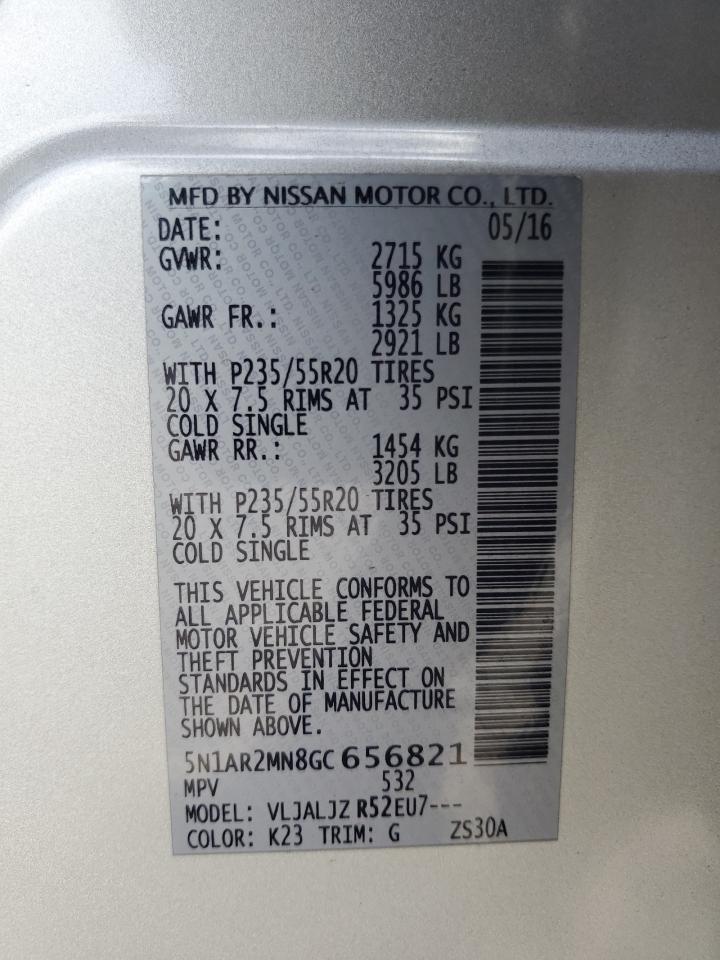 MFD BY NISSAN MOTOR CO., LTD.
DATE: 05/16
GVWR: 2715 KG
5986 LB
GAWR FR.: 1325 KG
2921 LB
WITH P235/55R20 TIRES
20 X 7.5 RIMS AT 35 PSI
COLD SINGLE
GAWR RR.: 1454 KG
3205 LB
WITH P235/55R20 TIRES
20 X 7.5 RIMS AT 35 PSI
COLD SINGLE
THIS VEHICLE CONFORMS TO
ALL APPLICABLE FEDERAL
MOTOR VEHICLE SAFETY AND
THEFT PREVENTION
STANDARDS IN EFFECT ON
THE DATE OF MANUFACTURE
SHOWN ABOVE.
5N1AR2MN8GC656821
MPV 532
MODEL: VLJALJZ R52EU7---
COLOR: K23 TRIM: G ZS30A